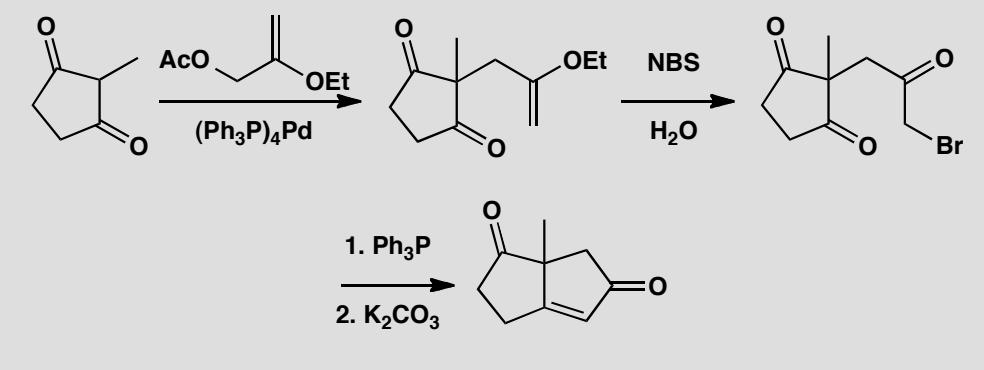 O
O
AcO
OEt
(Ph3P)4Pd
O
O
OEt
NBS
H2O
O
O
O
Br
1. Ph3P
2. K2CO3
O
O